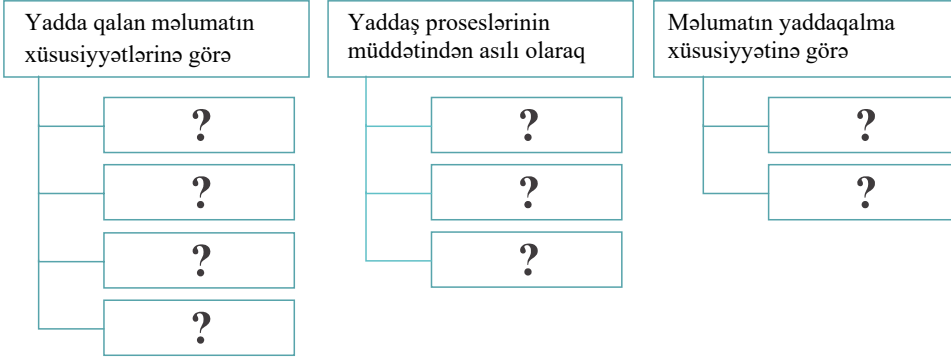 Yadda qalan məlumatın
xüsusiyyətlərinə görə
?
?
?
?
Yaddaş proseslərinin
müddətindən asılı olaraq
?
?
?
Məlumatın yaddaqalma
xüsusiyyətinə görə
?
?